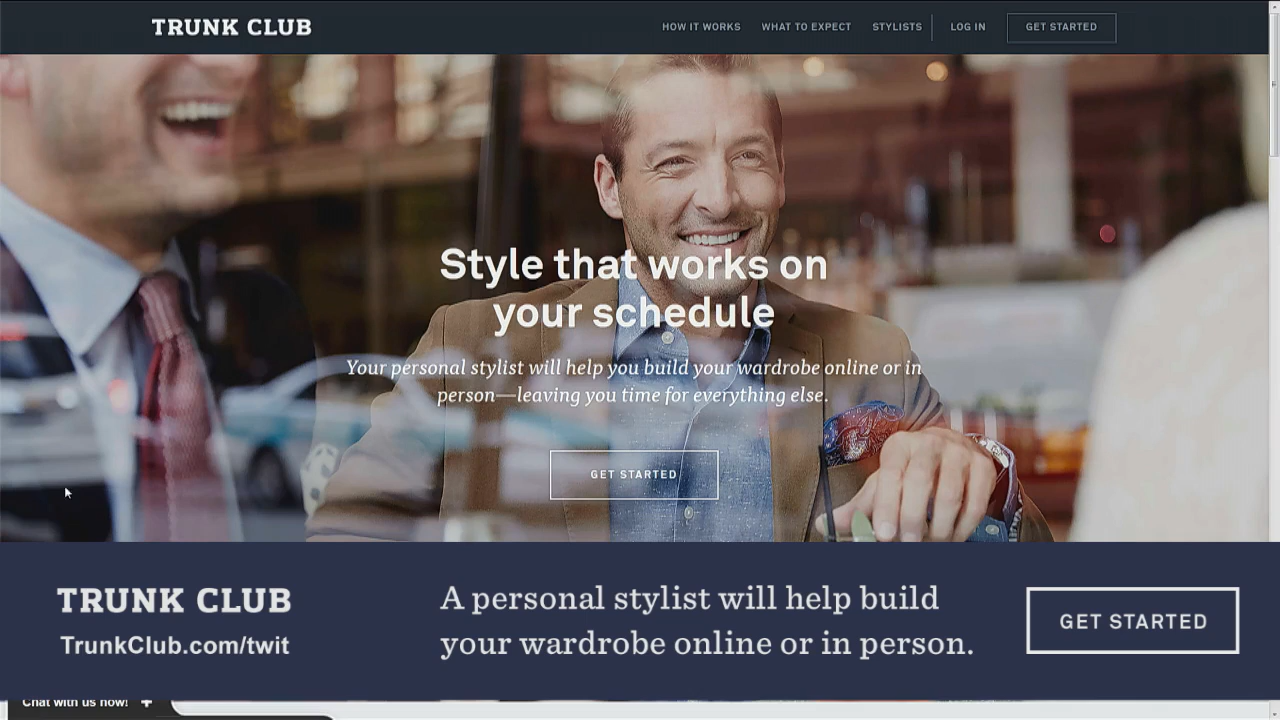 TRUNK CLUB
HOW IT WORKS
WHAT TO EXPECT
STYLISTS
LOG IN
GET STARTED
Style that works on
your schedule
Your personal stylist will help you build your wardrobe online or in
person—leaving you time for everything else.
GET STARTED
TRUNK CLUB
TrunkClub.com/twit
A personal stylist will help build
your wardrobe online or in person.
GET STARTED
Chat with us now! +